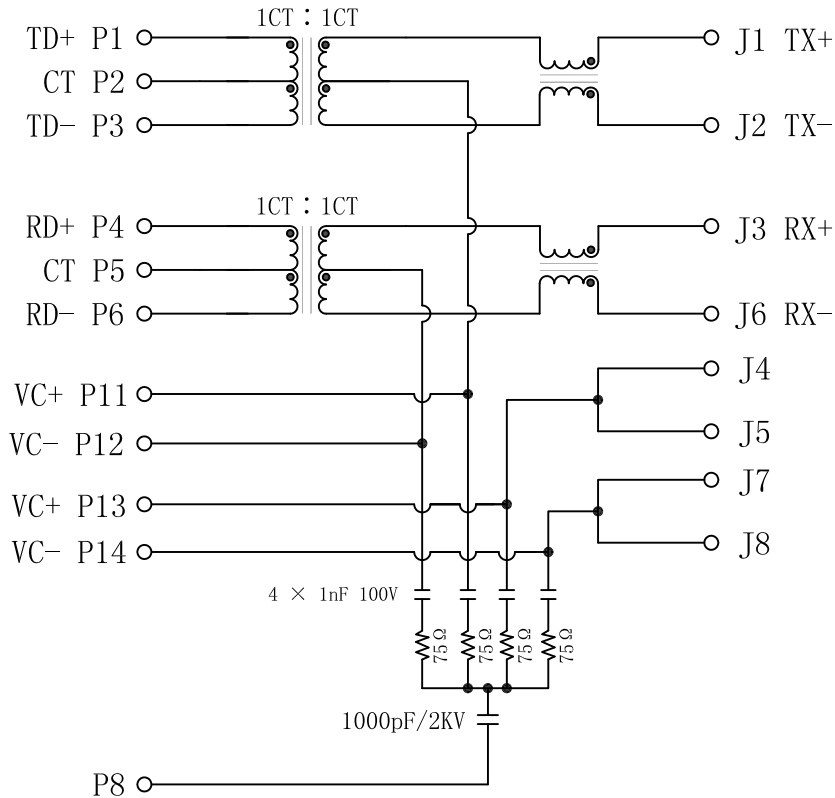 1CT : 1CT
TD+ P1
J1 TX+
CT P2
TD- P3
J2 TX-
1CT : 1CT
RD+ P4
J3 RX+
CT P5
RD- P6
J6 RX-
J4
VC+ P11
J5
VC- P12
J7
VC+ P13
J8
VC- P14
4 × 1nF 100V
75Ω
75Ω
75Ω
75Ω
1000pF/2KV
P8